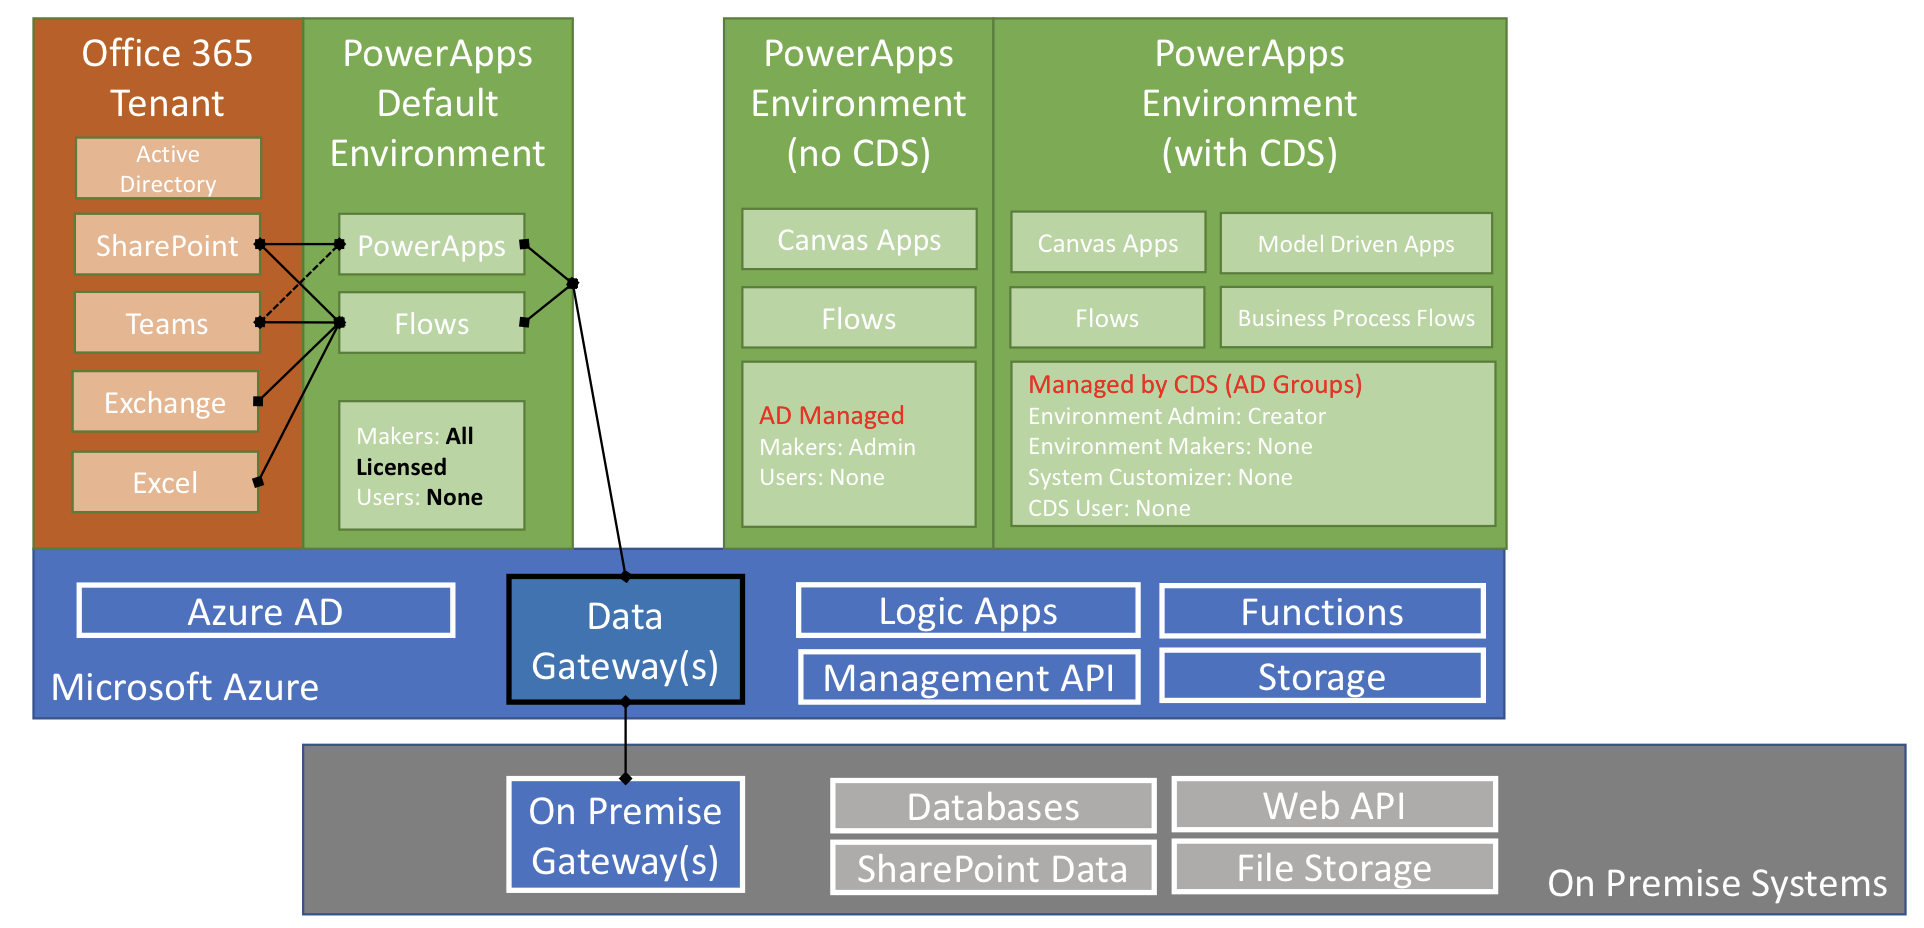 Office 365
Tenant
Active
Directory
SharePoint
Teams
Exchange
Excel
PowerApps
Default
Environment
PowerApps
Flows
Makers: All
Licensed
Users: None
PowerApps
Environment
(no CDS)
Canvas Apps
Flows
AD Managed
Makers: Admin
Users: None
PowerApps
Environment
(with CDS)
Canvas Apps
Model Driven Apps
Flows
Business Process Flows
Managed by CDS (AD Groups)
Environment Admin: Creator
Environment Makers: None
System Customizer: None
CDS User: None
Azure AD
Microsoft Azure
Data
Gateway(s)
Logic Apps
Functions
Management API
Storage
On Premise
Gateway(s)
Databases
Web API
SharePoint Data
File Storage
On Premise Systems